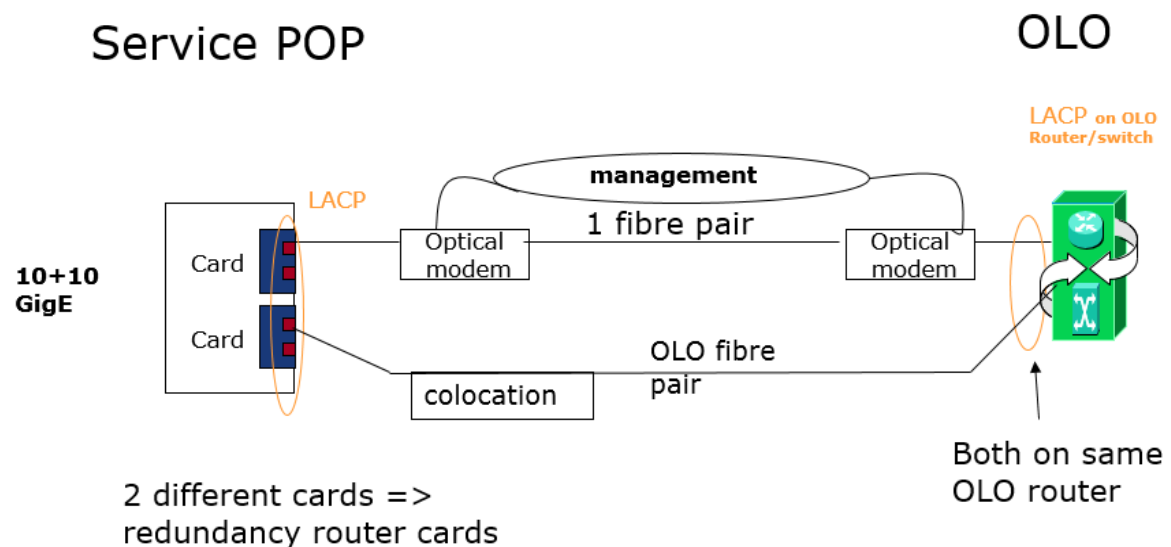 Service POP
OLO
LACP on OLO
Router/switch
management
LACP
1 fibre pair
Optical
modem
Optical
modem
Card
10+10
GigE
Card
OLO fibre
pair
colocation
Both on same
OLO router
2 different cards =>
redundancy router cards